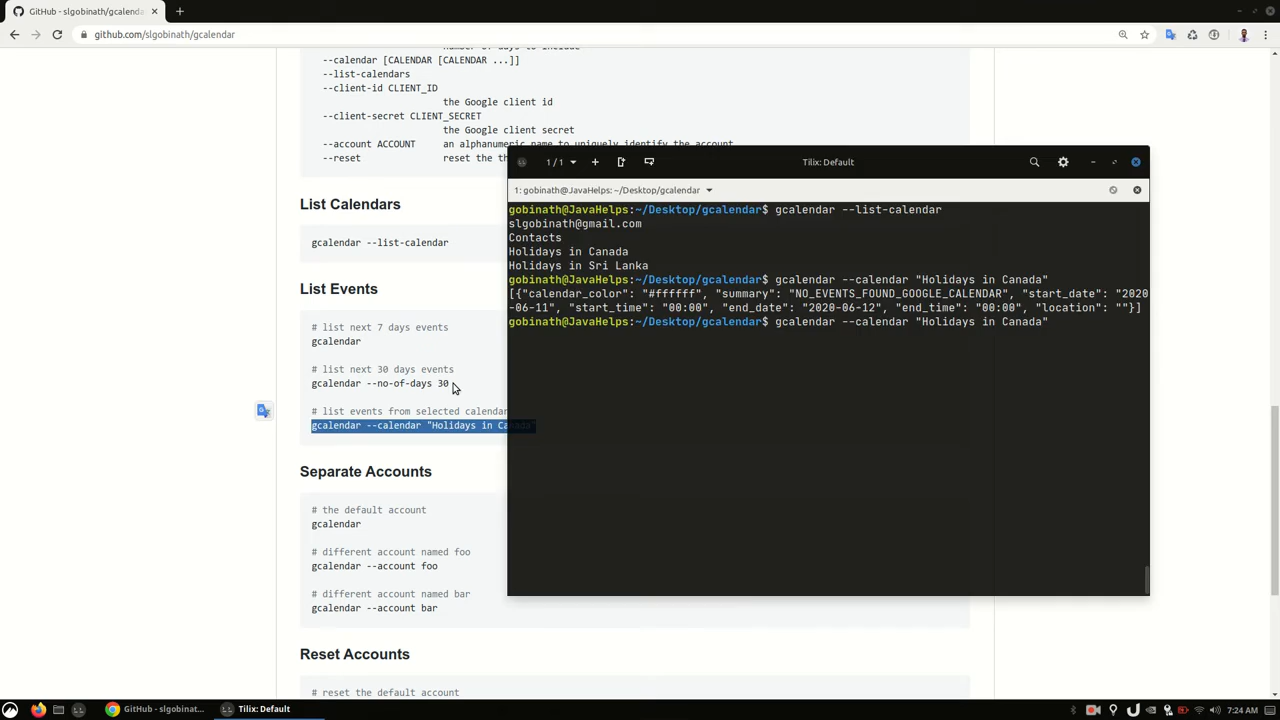 GitHub - slgobinath/gcalenda
github.com/slgobinath/gcalendar
number of days to include
--calendar [CALENDAR [CALENDAR ...]]
--list-calendars
--client-id CLIENT_ID
the Google client id
--client-secret CLIENT_SECRET
the Google client secret
--account ACCOUNT an alphanumeric name to uniquely identify the account
--reset reset the th
List Calendars
gcalendar --list-calendar
List Events
# list next 7 days events
gcalendar
# list next 30 days events
gcalendar --no-of-days 30
# list events from selected calendar
gcalendar --calendar "Holidays in Canada"
Separate Accounts
# the default account
gcalendar
# different account named foo
gcalendar --account foo
# different account named bar
gcalendar --account bar
Reset Accounts
# reset the default account
1 / 1
Tilix: Default
1: gobinath@JavaHelps: ~/Desktop/gcalendar
gobinath@JavaHelps:~/Desktop/gcalendar$ gcalendar --list-calendar
slgobinath@gmail.com
Contacts
Holidays in Canada
Holidays in Sri Lanka
gobinath@JavaHelps:~/Desktop/gcalendar$ gcalendar --calendar "Holidays in Canada"
[{"calendar_color": "#ffffff", "summary": "NO_EVENTS_FOUND_GOOGLE_CALENDAR", "start_date": "2020
-06-11", "start_time": "00:00", "end_date": "2020-06-12", "end_time": "00:00", "location": ""}]
gobinath@JavaHelps:~/Desktop/gcalendar$ gcalendar --calendar "Holidays in Canada"
GitHub - slgobinat...
Tilix: Default
7:24 AM